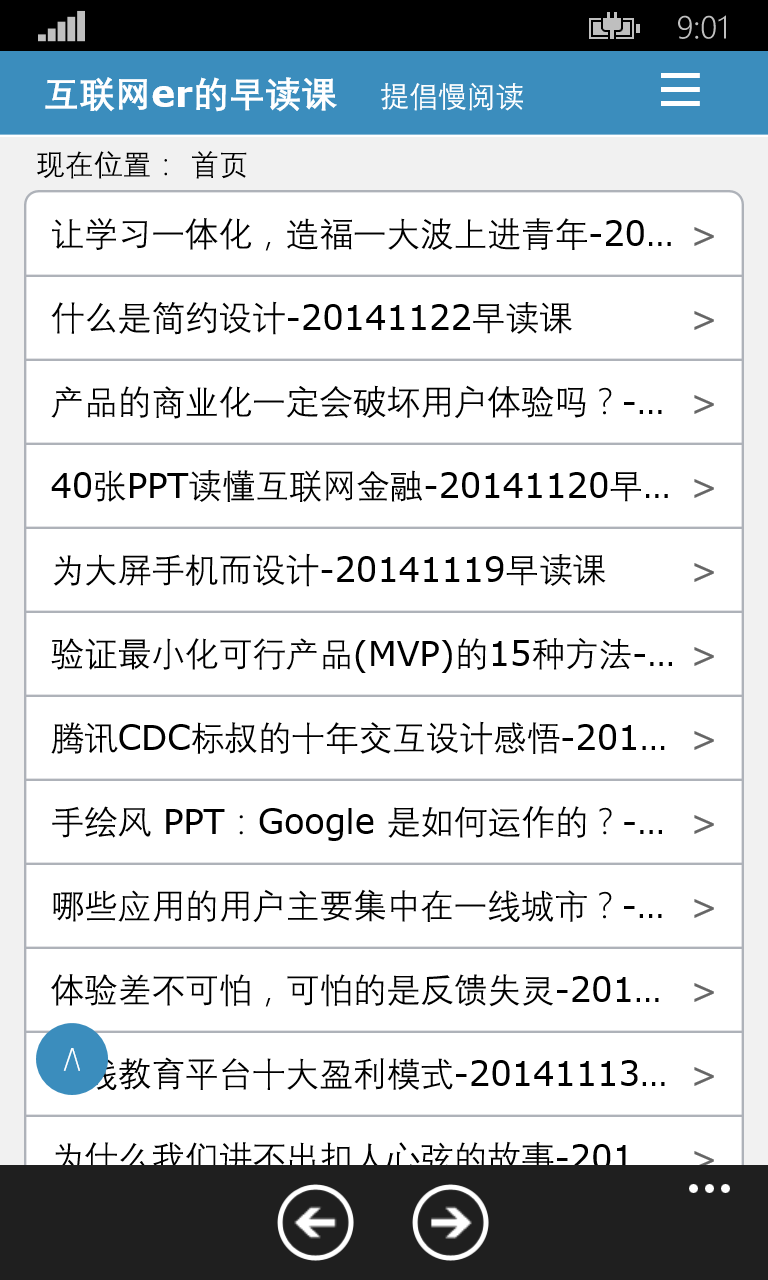 9:01
互联网er的早读课 提倡慢阅读
现在位置： 首页
让学习一体化，造福一大波上进青年-20... >
什么是简约设计-20141122早读课 >
产品的商业化一定会破坏用户体验吗？-... >
40张PPT读懂互联网金融-20141120早... >
为大屏手机而设计-20141119早读课 >
验证最小化可行产品(MVP)的15种方法-... >
腾讯CDC标叔的十年交互设计感悟-201... >
手绘风 PPT：Google 是如何运作的？-... >
哪些应用的用户主要集中在一线城市？-... >
体验差不可怕，可怕的是反馈失灵-201... >
线教育平台十大盈利模式-20141113... >
为什么我们讲不出扣人心弦的故事-201... >